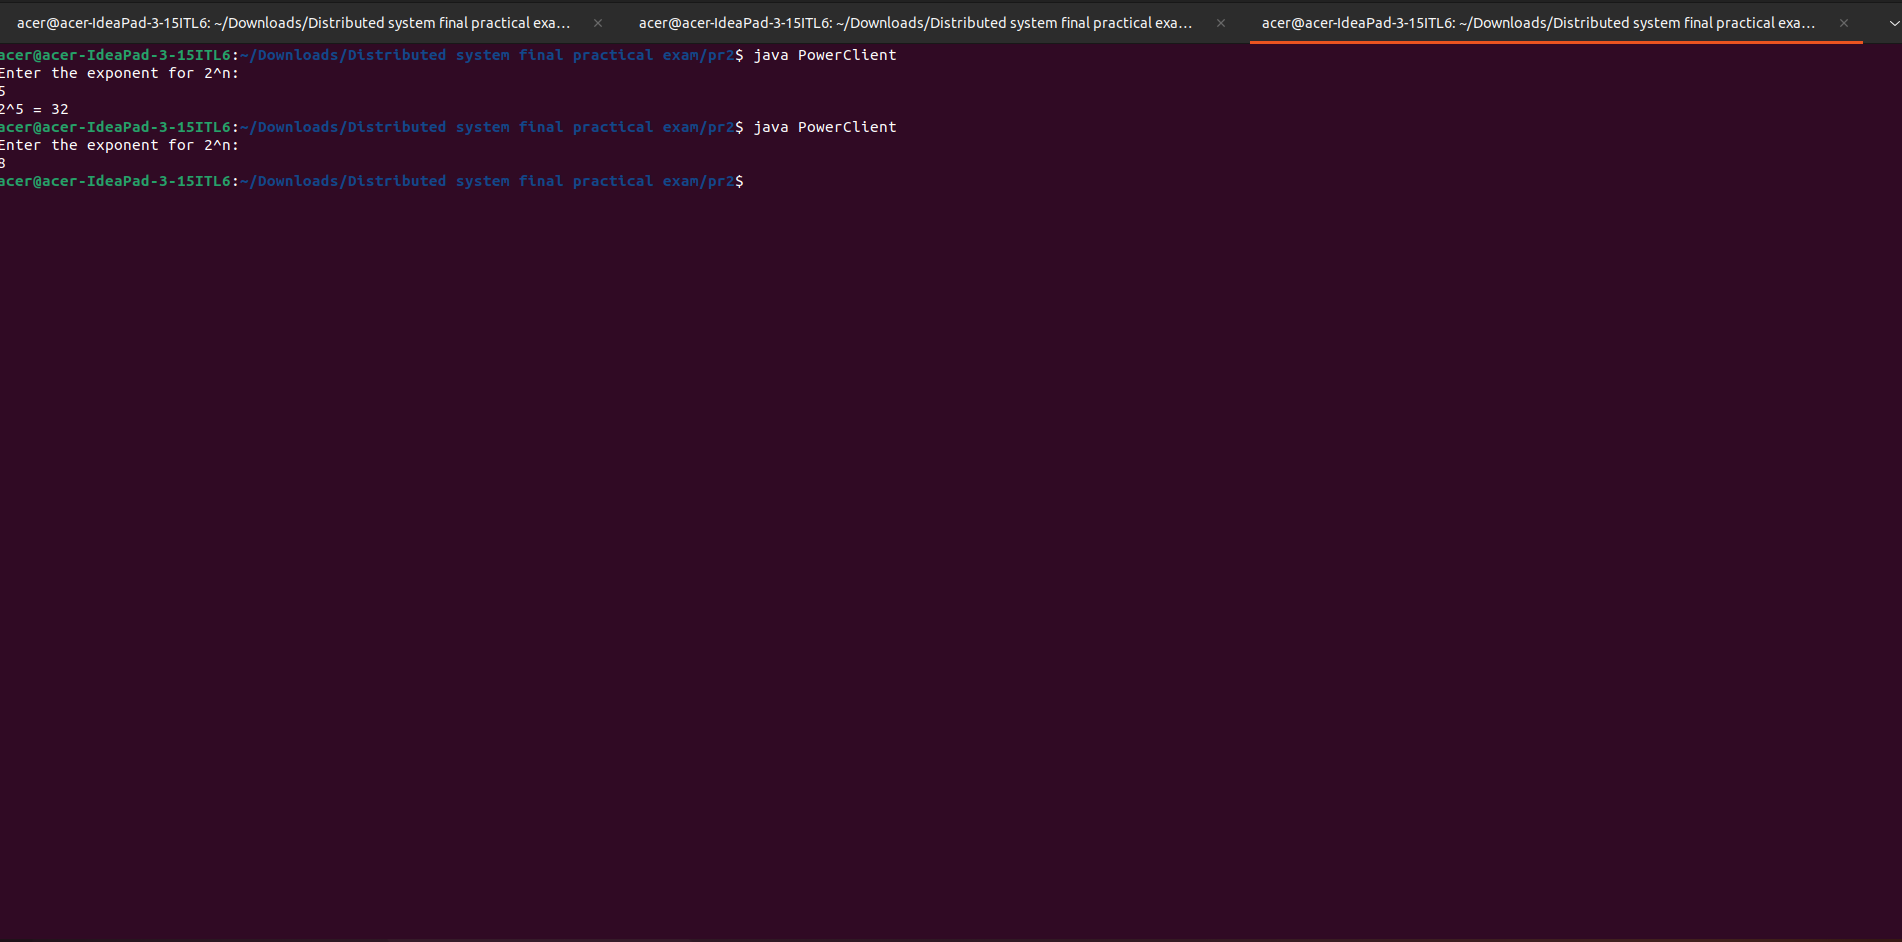 acer@acer-IdeaPad-3-15ITL6: ~/Downloads/Distributed system final practical exa... × acer@acer-IdeaPad-3-15ITL6: ~/Downloads/Distributed system final practical exa... × acer@acer-IdeaPad-3-15ITL6: ~/Downloads/Distributed system final practical exa... ×
acer@acer-IdeaPad-3-15ITL6:~/Downloads/Distributed system final practical exam/pr2$ java PowerClient
Enter the exponent for 2^n:
5
2^5 = 32
acer@acer-IdeaPad-3-15ITL6:~/Downloads/Distributed system final practical exam/pr2$ java PowerClient
Enter the exponent for 2^n:
8
acer@acer-IdeaPad-3-15ITL6:~/Downloads/Distributed system final practical exam/pr2$